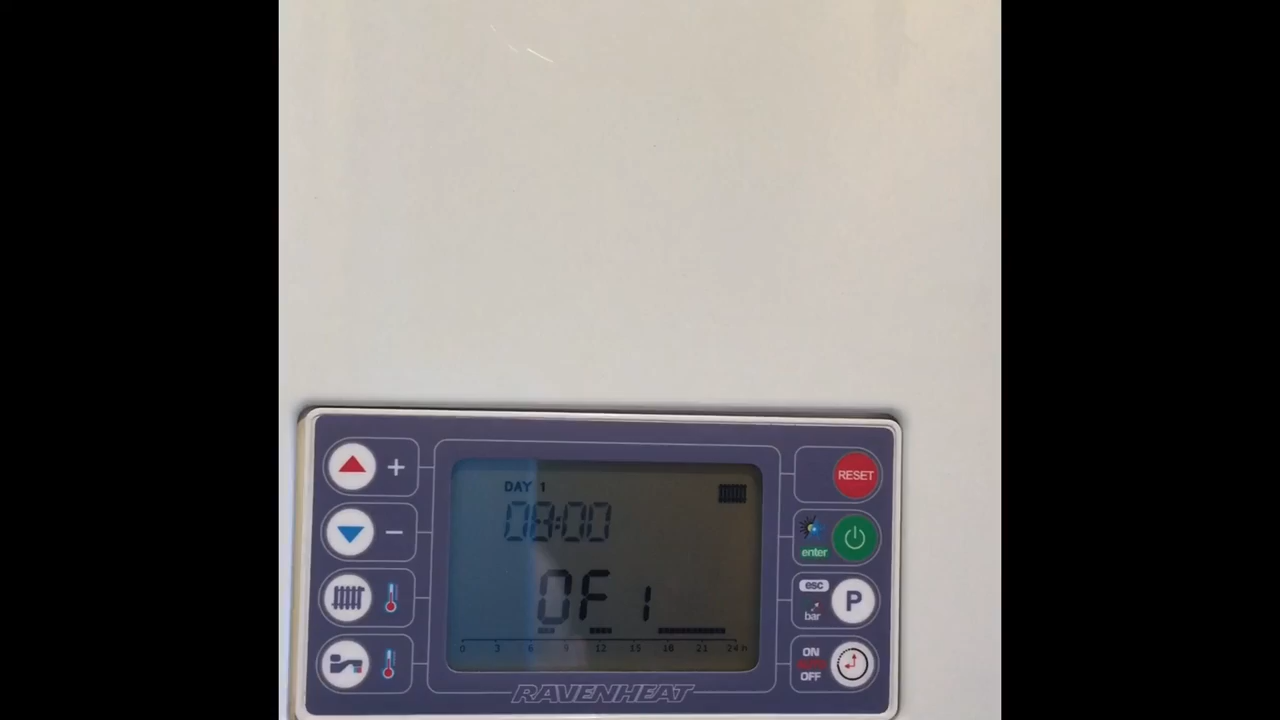 +
DAY 1
08:00
OF 1
0 3 6 9 12 15 18 21 24 h
−
RESET
enter
esc
P
bar
ON
AUTO
OFF
RAVENHEAT